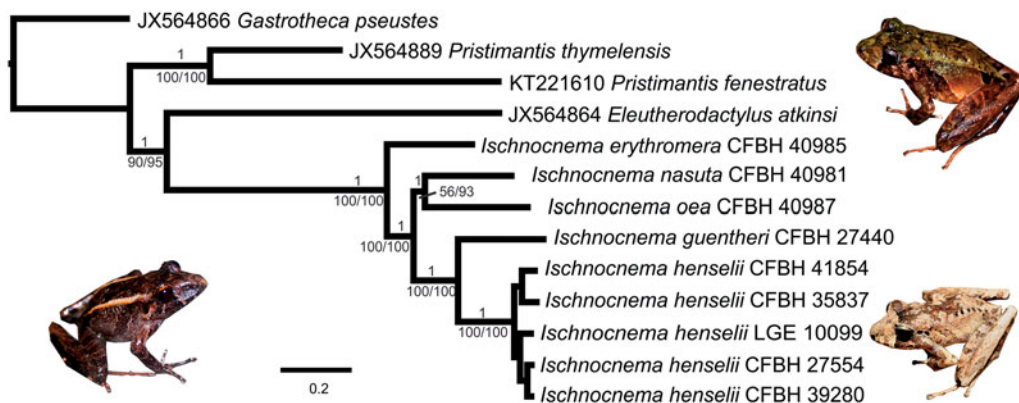 JX564866 Gastrotheca pseustes
1
JX564889 Pristimantis thymelensis
100/100
KT221610 Pristimantis fenestratus
JX564864 Eleutherodactylus atkinsi
1
90/95
Ischnocnema erythromera CFBH 40985
1
100/100
Ischnocnema nasuta CFBH 40981
1
56/93
Ischnocnema oea CFBH 40987
1
100/100
Ischnocnema guentheri CFBH 27440
1
100/100
Ischnocnema henselii CFBH 41854
Ischnocnema henselii CFBH 35837
1
100/100
Ischnocnema henselii LGE 10099
Ischnocnema henselii CFBH 27554
Ischnocnema henselii CFBH 39280
0.2